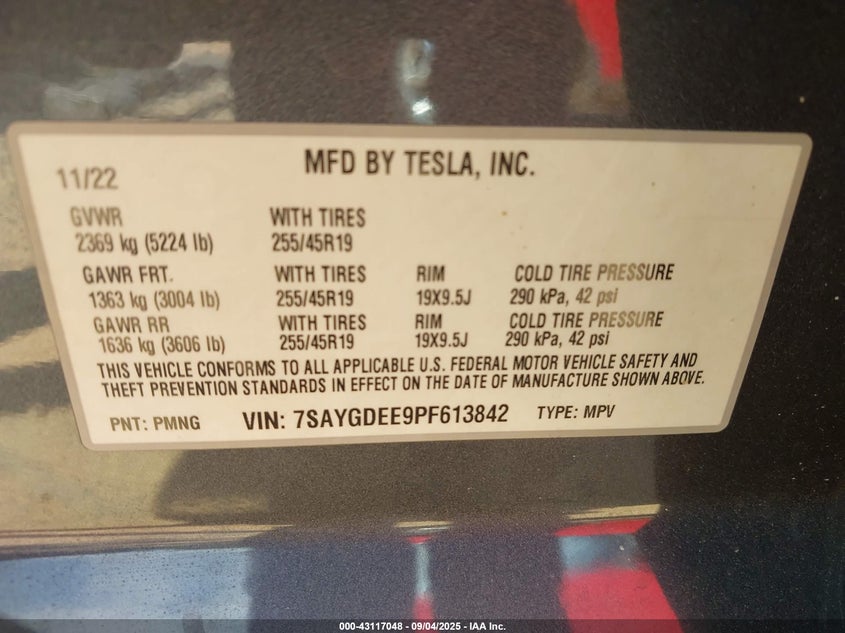 MFD BY TESLA, INC.
11/22
GVWR WITH TIRES
2369 kg (5224 lb) 255/45R19
GAWR FRT. WITH TIRES RIM COLD TIRE PRESSURE
1363 kg (3004 lb) 255/45R19 19X9.5J 290 kPa, 42 psi
GAWR RR WITH TIRES RIM COLD TIRE PRESSURE
1636 kg (3606 lb) 255/45R19 19X9.5J 290 kPa, 42 psi
THIS VEHICLE CONFORMS TO ALL APPLICABLE U.S. FEDERAL MOTOR VEHICLE SAFETY AND
THEFT PREVENTION STANDARDS IN EFFECT ON THE DATE OF MANUFACTURE SHOWN ABOVE.
PNT: PMNG VIN: 7SAYGDEE9PF613842 TYPE: MPV
000-43117048 - 09/04/2025 - IAA Inc.